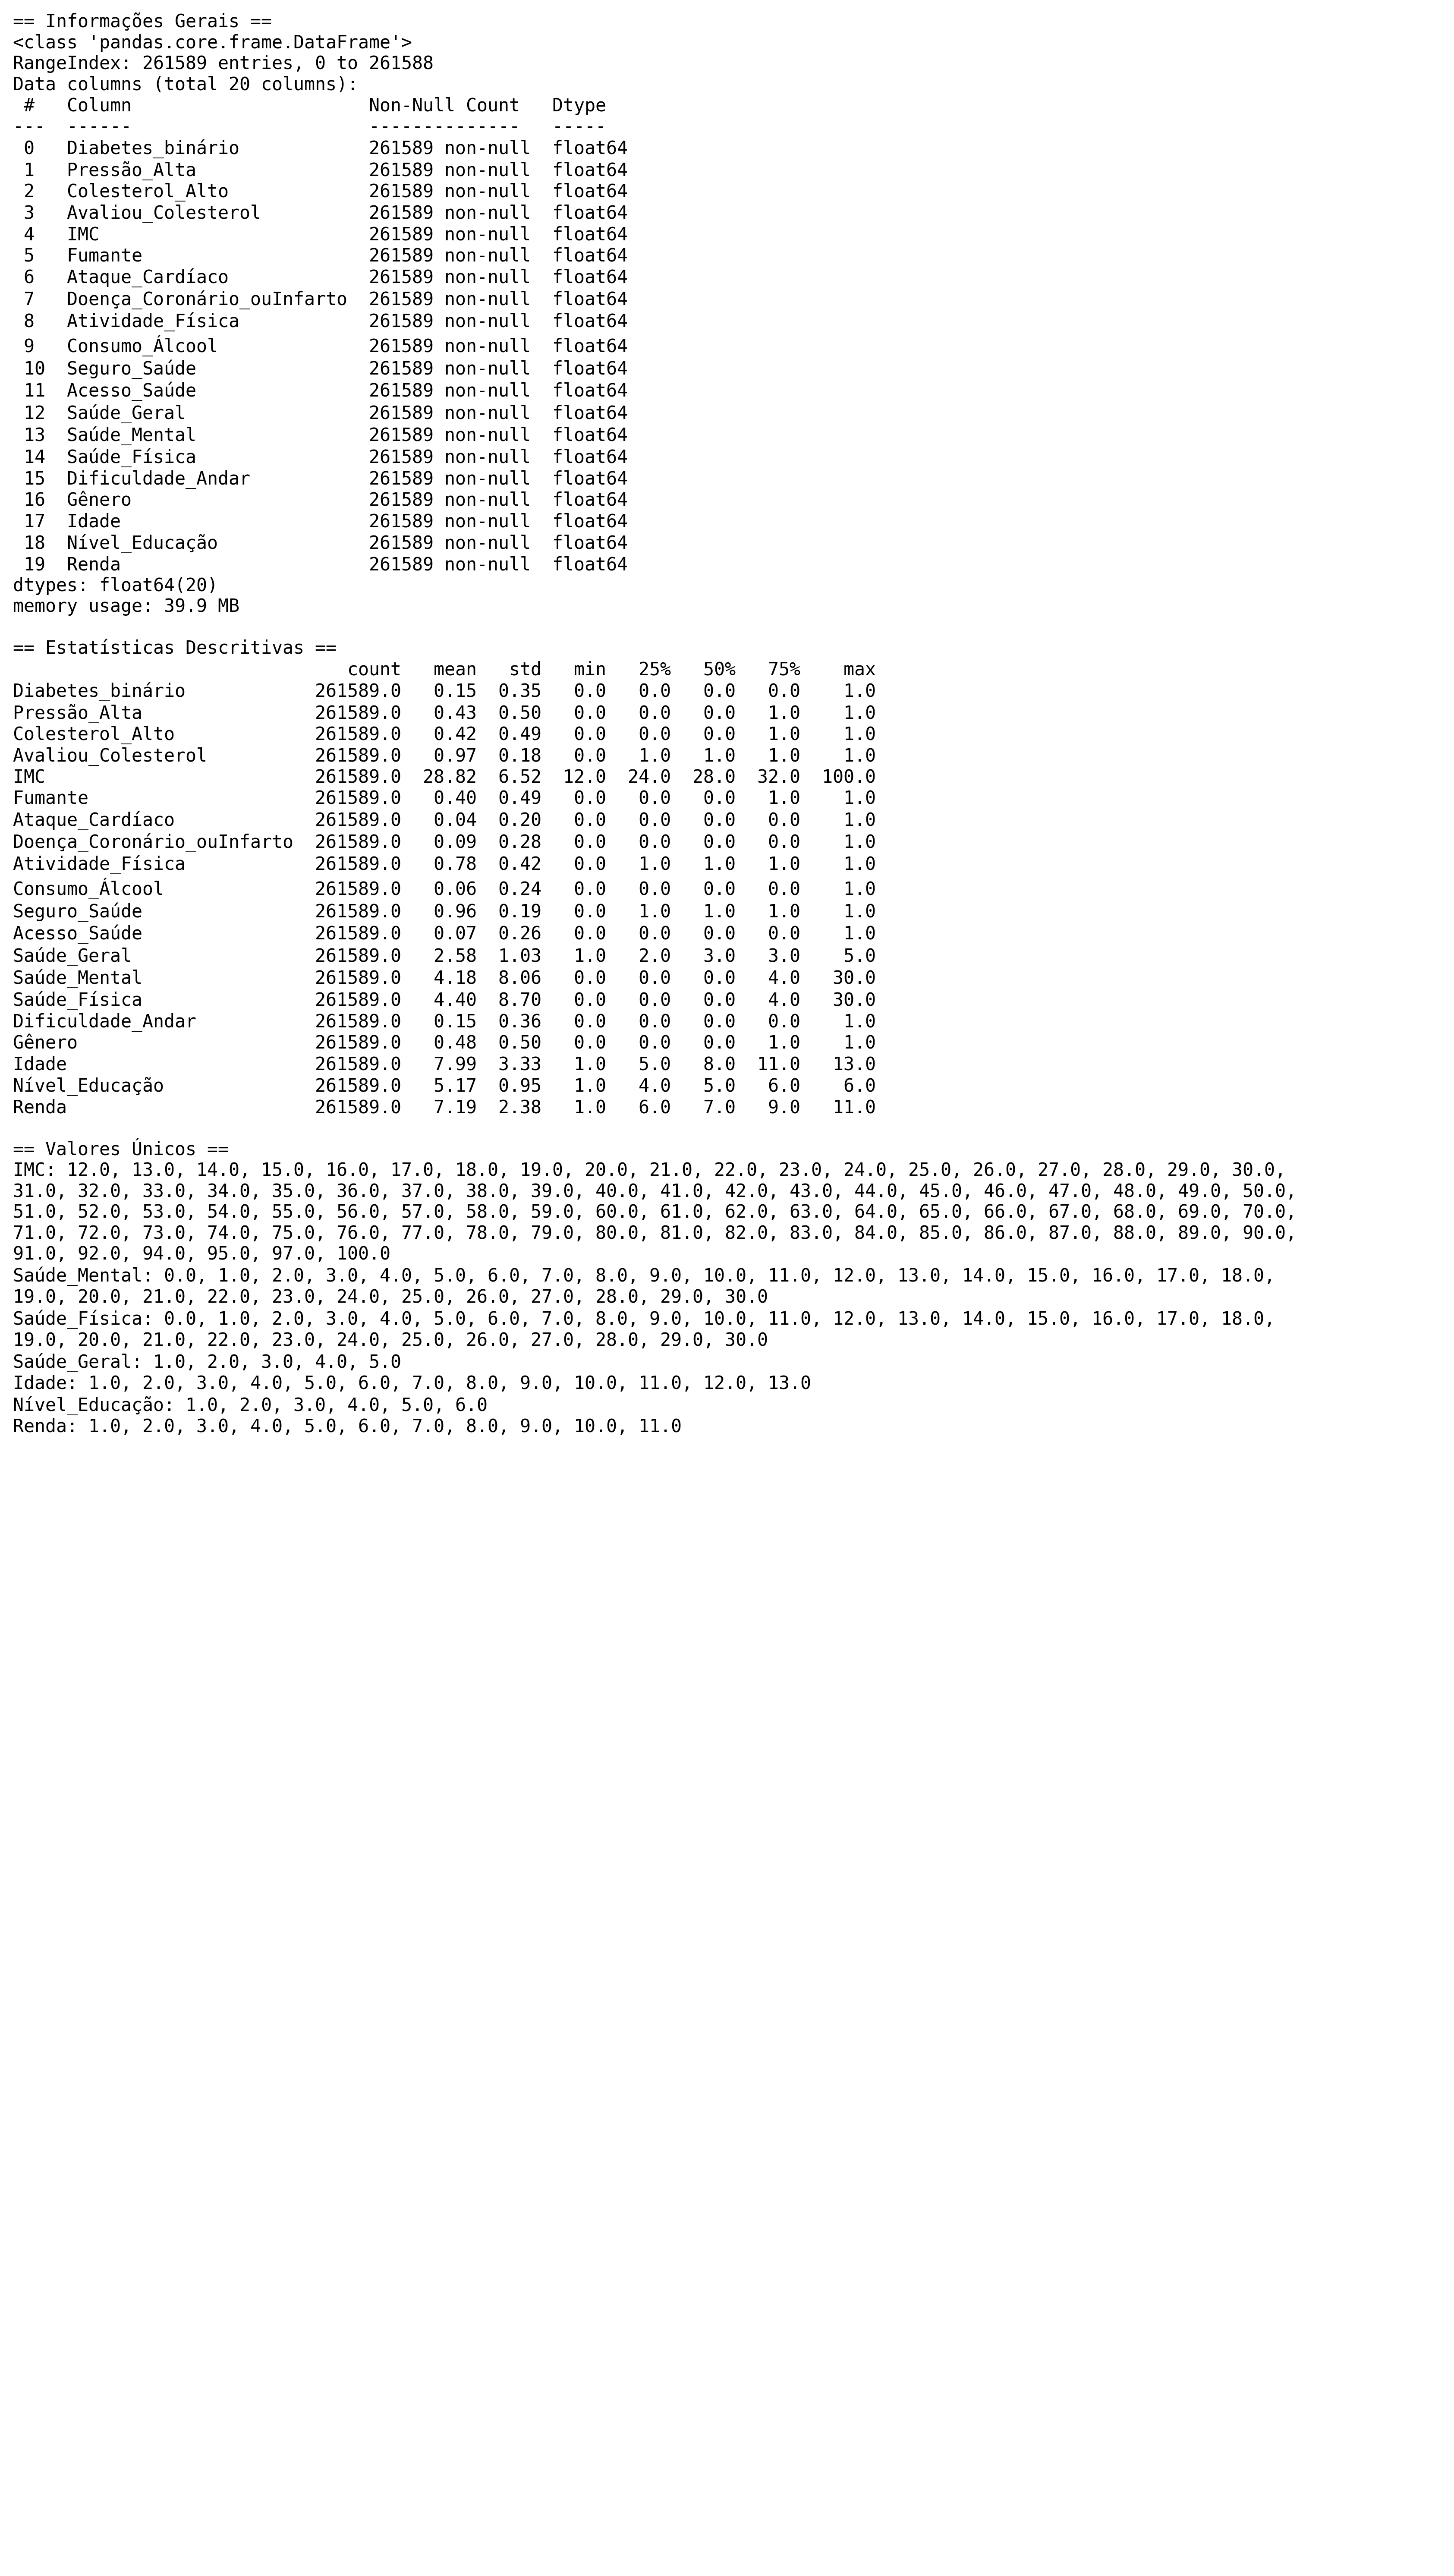 == Informações Gerais ==
<class 'pandas.core.frame.DataFrame'>
RangeIndex: 261589 entries, 0 to 261588
Data columns (total 20 columns):
 #   Column                      Non-Null Count   Dtype
---  ------                      --------------   -----
 0   Diabetes_binário            261589 non-null  float64
 1   Pressão_Alta                261589 non-null  float64
 2   Colesterol_Alto             261589 non-null  float64
 3   Avaliou_Colesterol          261589 non-null  float64
 4   IMC                         261589 non-null  float64
 5   Fumante                     261589 non-null  float64
 6   Ataque_Cardíaco             261589 non-null  float64
 7   Doença_Coronário_ouInfarto  261589 non-null  float64
 8   Atividade_Física            261589 non-null  float64
 9   Consumo_Álcool              261589 non-null  float64
 10  Seguro_Saúde                261589 non-null  float64
 11  Acesso_Saúde                261589 non-null  float64
 12  Saúde_Geral                 261589 non-null  float64
 13  Saúde_Mental                261589 non-null  float64
 14  Saúde_Física                261589 non-null  float64
 15  Dificuldade_Andar           261589 non-null  float64
 16  Gênero                      261589 non-null  float64
 17  Idade                       261589 non-null  float64
 18  Nível_Educação              261589 non-null  float64
 19  Renda                       261589 non-null  float64
dtypes: float64(20)
memory usage: 39.9 MB

== Estatísticas Descritivas ==
                               count   mean   std   min   25%   50%   75%    max
Diabetes_binário            261589.0   0.15  0.35   0.0   0.0   0.0   0.0    1.0
Pressão_Alta                261589.0   0.43  0.50   0.0   0.0   0.0   1.0    1.0
Colesterol_Alto             261589.0   0.42  0.49   0.0   0.0   0.0   1.0    1.0
Avaliou_Colesterol          261589.0   0.97  0.18   0.0   1.0   1.0   1.0    1.0
IMC                         261589.0  28.82  6.52  12.0  24.0  28.0  32.0  100.0
Fumante                     261589.0   0.40  0.49   0.0   0.0   0.0   1.0    1.0
Ataque_Cardíaco             261589.0   0.04  0.20   0.0   0.0   0.0   0.0    1.0
Doença_Coronário_ouInfarto  261589.0   0.09  0.28   0.0   0.0   0.0   0.0    1.0
Atividade_Física            261589.0   0.78  0.42   0.0   1.0   1.0   1.0    1.0
Consumo_Álcool              261589.0   0.06  0.24   0.0   0.0   0.0   0.0    1.0
Seguro_Saúde                261589.0   0.96  0.19   0.0   1.0   1.0   1.0    1.0
Acesso_Saúde                261589.0   0.07  0.26   0.0   0.0   0.0   0.0    1.0
Saúde_Geral                 261589.0   2.58  1.03   1.0   2.0   3.0   3.0    5.0
Saúde_Mental                261589.0   4.18  8.06   0.0   0.0   0.0   4.0   30.0
Saúde_Física                261589.0   4.40  8.70   0.0   0.0   0.0   4.0   30.0
Dificuldade_Andar           261589.0   0.15  0.36   0.0   0.0   0.0   0.0    1.0
Gênero                      261589.0   0.48  0.50   0.0   0.0   0.0   1.0    1.0
Idade                       261589.0   7.99  3.33   1.0   5.0   8.0  11.0   13.0
Nível_Educação              261589.0   5.17  0.95   1.0   4.0   5.0   6.0    6.0
Renda                       261589.0   7.19  2.38   1.0   6.0   7.0   9.0   11.0

== Valores Únicos ==
IMC: 12.0, 13.0, 14.0, 15.0, 16.0, 17.0, 18.0, 19.0, 20.0, 21.0, 22.0, 23.0, 24.0, 25.0, 26.0, 27.0, 28.0, 29.0, 30.0,
31.0, 32.0, 33.0, 34.0, 35.0, 36.0, 37.0, 38.0, 39.0, 40.0, 41.0, 42.0, 43.0, 44.0, 45.0, 46.0, 47.0, 48.0, 49.0, 50.0,
51.0, 52.0, 53.0, 54.0, 55.0, 56.0, 57.0, 58.0, 59.0, 60.0, 61.0, 62.0, 63.0, 64.0, 65.0, 66.0, 67.0, 68.0, 69.0, 70.0,
71.0, 72.0, 73.0, 74.0, 75.0, 76.0, 77.0, 78.0, 79.0, 80.0, 81.0, 82.0, 83.0, 84.0, 85.0, 86.0, 87.0, 88.0, 89.0, 90.0,
91.0, 92.0, 94.0, 95.0, 97.0, 100.0
Saúde_Mental: 0.0, 1.0, 2.0, 3.0, 4.0, 5.0, 6.0, 7.0, 8.0, 9.0, 10.0, 11.0, 12.0, 13.0, 14.0, 15.0, 16.0, 17.0, 18.0,
19.0, 20.0, 21.0, 22.0, 23.0, 24.0, 25.0, 26.0, 27.0, 28.0, 29.0, 30.0
Saúde_Física: 0.0, 1.0, 2.0, 3.0, 4.0, 5.0, 6.0, 7.0, 8.0, 9.0, 10.0, 11.0, 12.0, 13.0, 14.0, 15.0, 16.0, 17.0, 18.0,
19.0, 20.0, 21.0, 22.0, 23.0, 24.0, 25.0, 26.0, 27.0, 28.0, 29.0, 30.0
Saúde_Geral: 1.0, 2.0, 3.0, 4.0, 5.0
Idade: 1.0, 2.0, 3.0, 4.0, 5.0, 6.0, 7.0, 8.0, 9.0, 10.0, 11.0, 12.0, 13.0
Nível_Educação: 1.0, 2.0, 3.0, 4.0, 5.0, 6.0
Renda: 1.0, 2.0, 3.0, 4.0, 5.0, 6.0, 7.0, 8.0, 9.0, 10.0, 11.0